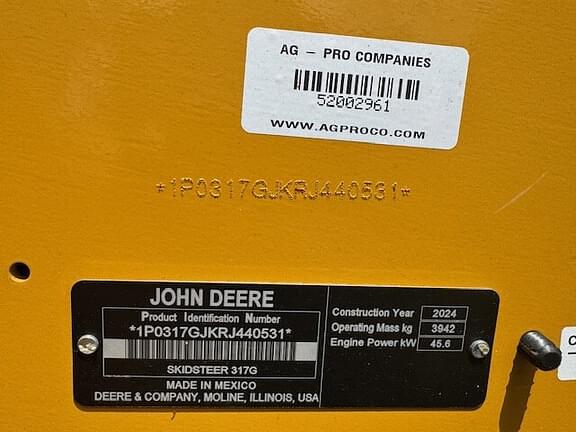 AG - PRO COMPANIES
52002961
WWW.AGPROCO.COM
*1P0317GJKRJ440531*
JOHN DEERE
Product Identification Number
*1P0317GJKRJ440531*
SKIDSTEER 317G
MADE IN MEXICO
DEERE & COMPANY, MOLINE, ILLINOIS, USA
Construction Year 2024
Operating Mass kg 3942
Engine Power kW 45.6
C